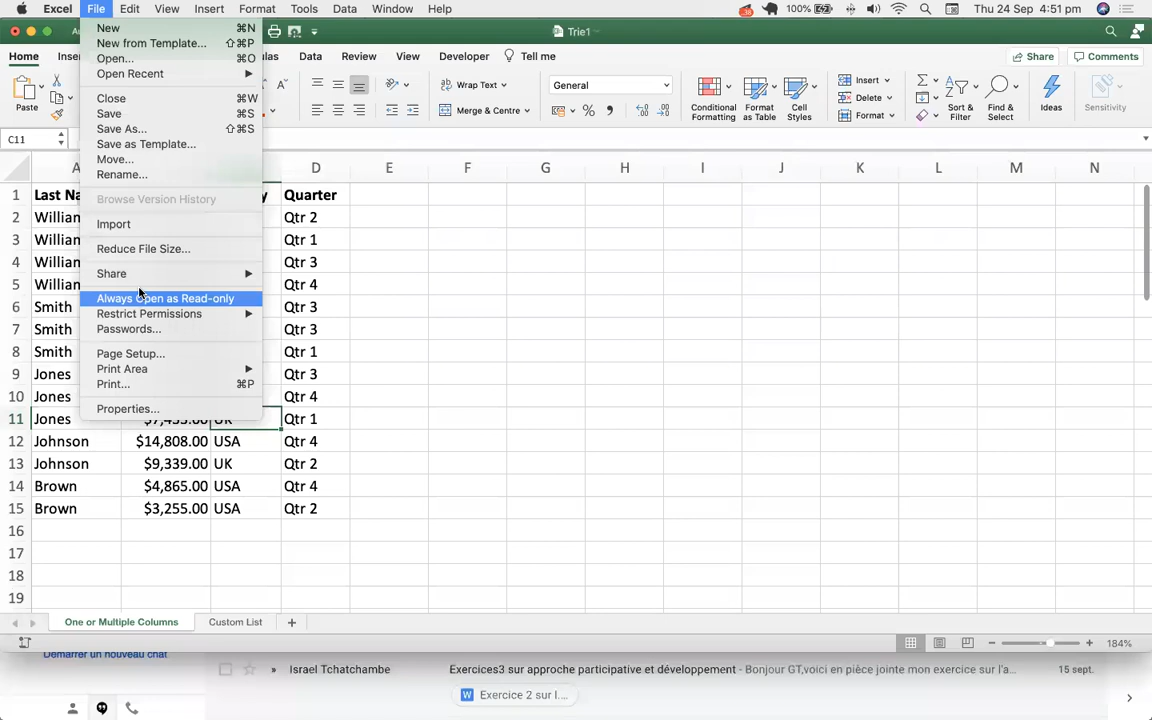 Excel File Edit View Insert Format Tools Data Window Help 100% Thu 24 Sep 4:51 pm
Trie1
Home Data Review View Developer Tell me Share Comments
Paste Wrap Text General Merge & Centre % Conditional Formatting Format as Table Cell Styles Insert Delete Format Sort & Filter Find & Select Ideas Sensitivity
C11
New ⌘N
New from Template... ⇧⌘P
Open... ⌘O
Open Recent
Close ⌘W
Save ⌘S
Save As... ⇧⌘S
Save as Template...
Move...
Rename...
Browse Version History
Import
Reduce File Size...
Share
Always Open as Read-only
Restrict Permissions
Passwords...
Page Setup...
Print Area
Print... ⌘P
Properties...
A D E F G H I J K L M N
1 Last Quarter
2 Qtr 2
3 Qtr 1
4 Qtr 3
5 Qtr 4
6 Smith Qtr 3
7 Smith Qtr 3
8 Smith Qtr 1
9 Jones Qtr 3
10 Jones Qtr 4
11 Jones UK Qtr 1
12 Johnson $14,808.00 USA Qtr 4
13 Johnson $9,339.00 UK Qtr 2
14 Brown $4,865.00 USA Qtr 4
15 Brown $3,255.00 USA Qtr 2
16
17
18
19
One or Multiple Columns Custom List
184%
Démarrer un nouveau chat
Israel Tchatchambe Exercices3 sur approche participative et développement - Bonjour GT,voici en pièce jointe mon exercice sur l'a... 15 sept.
W Exercice 2 sur l....